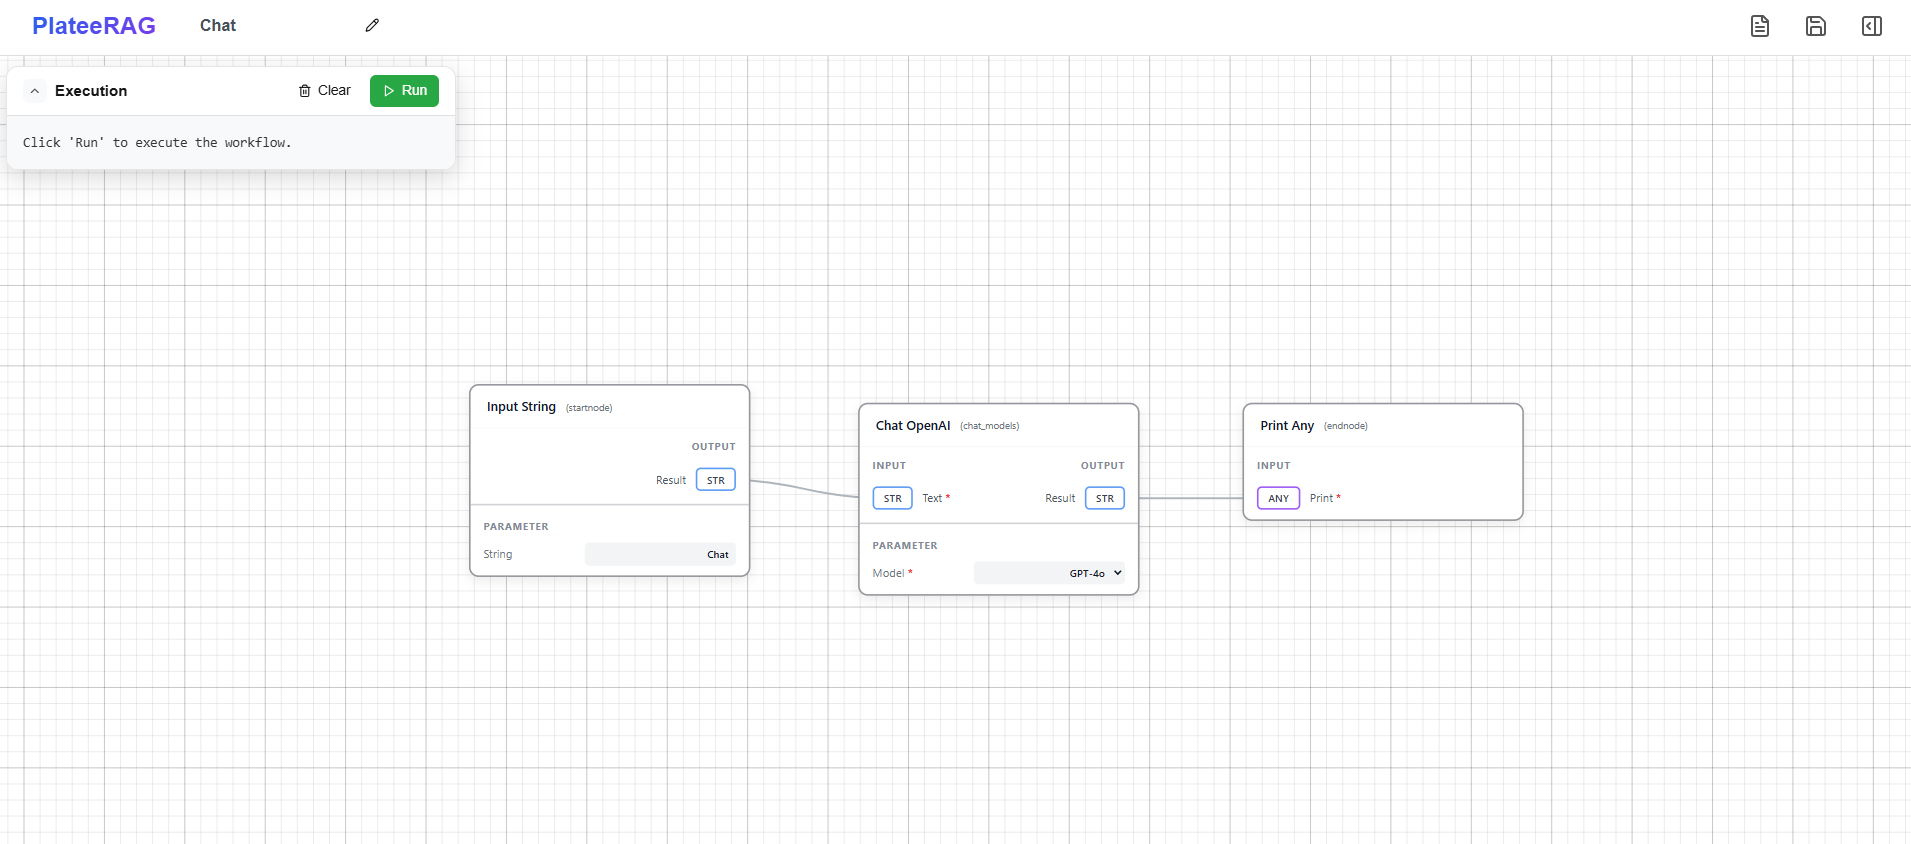 PlateeRAG Chat
Execution Clear Run
Click 'Run' to execute the workflow.
Input String (startnode)
OUTPUT
Result STR
PARAMETER
String Chat
Chat OpenAI (chat_models)
INPUT OUTPUT
STR Text * Result STR
PARAMETER
Model * GPT-4o
Print Any (endnode)
INPUT
ANY Print *